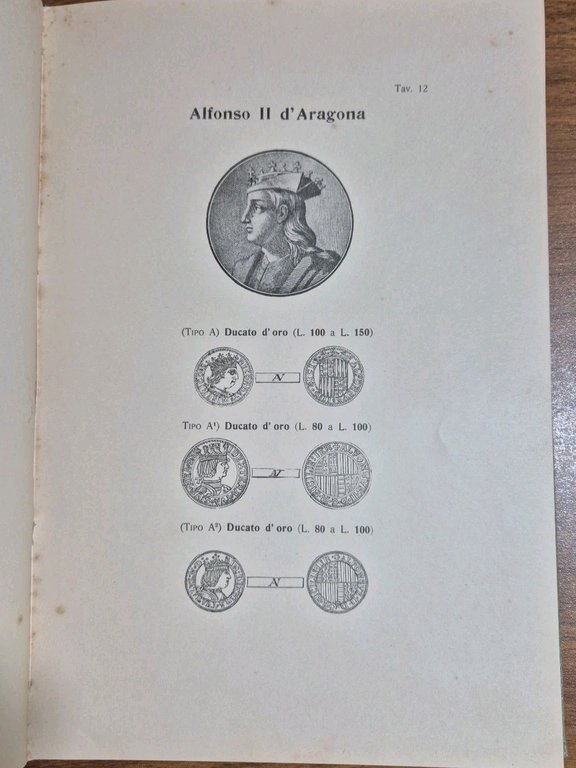 Tav. 12
Alfonso II d'Aragona
(TIPO A) Ducato d'oro (L. 100 a L. 150)
TIPO A¹) Ducato d'oro (L. 80 a L. 100)
(TIPO A²) Ducato d'oro (L. 80 a L. 100)